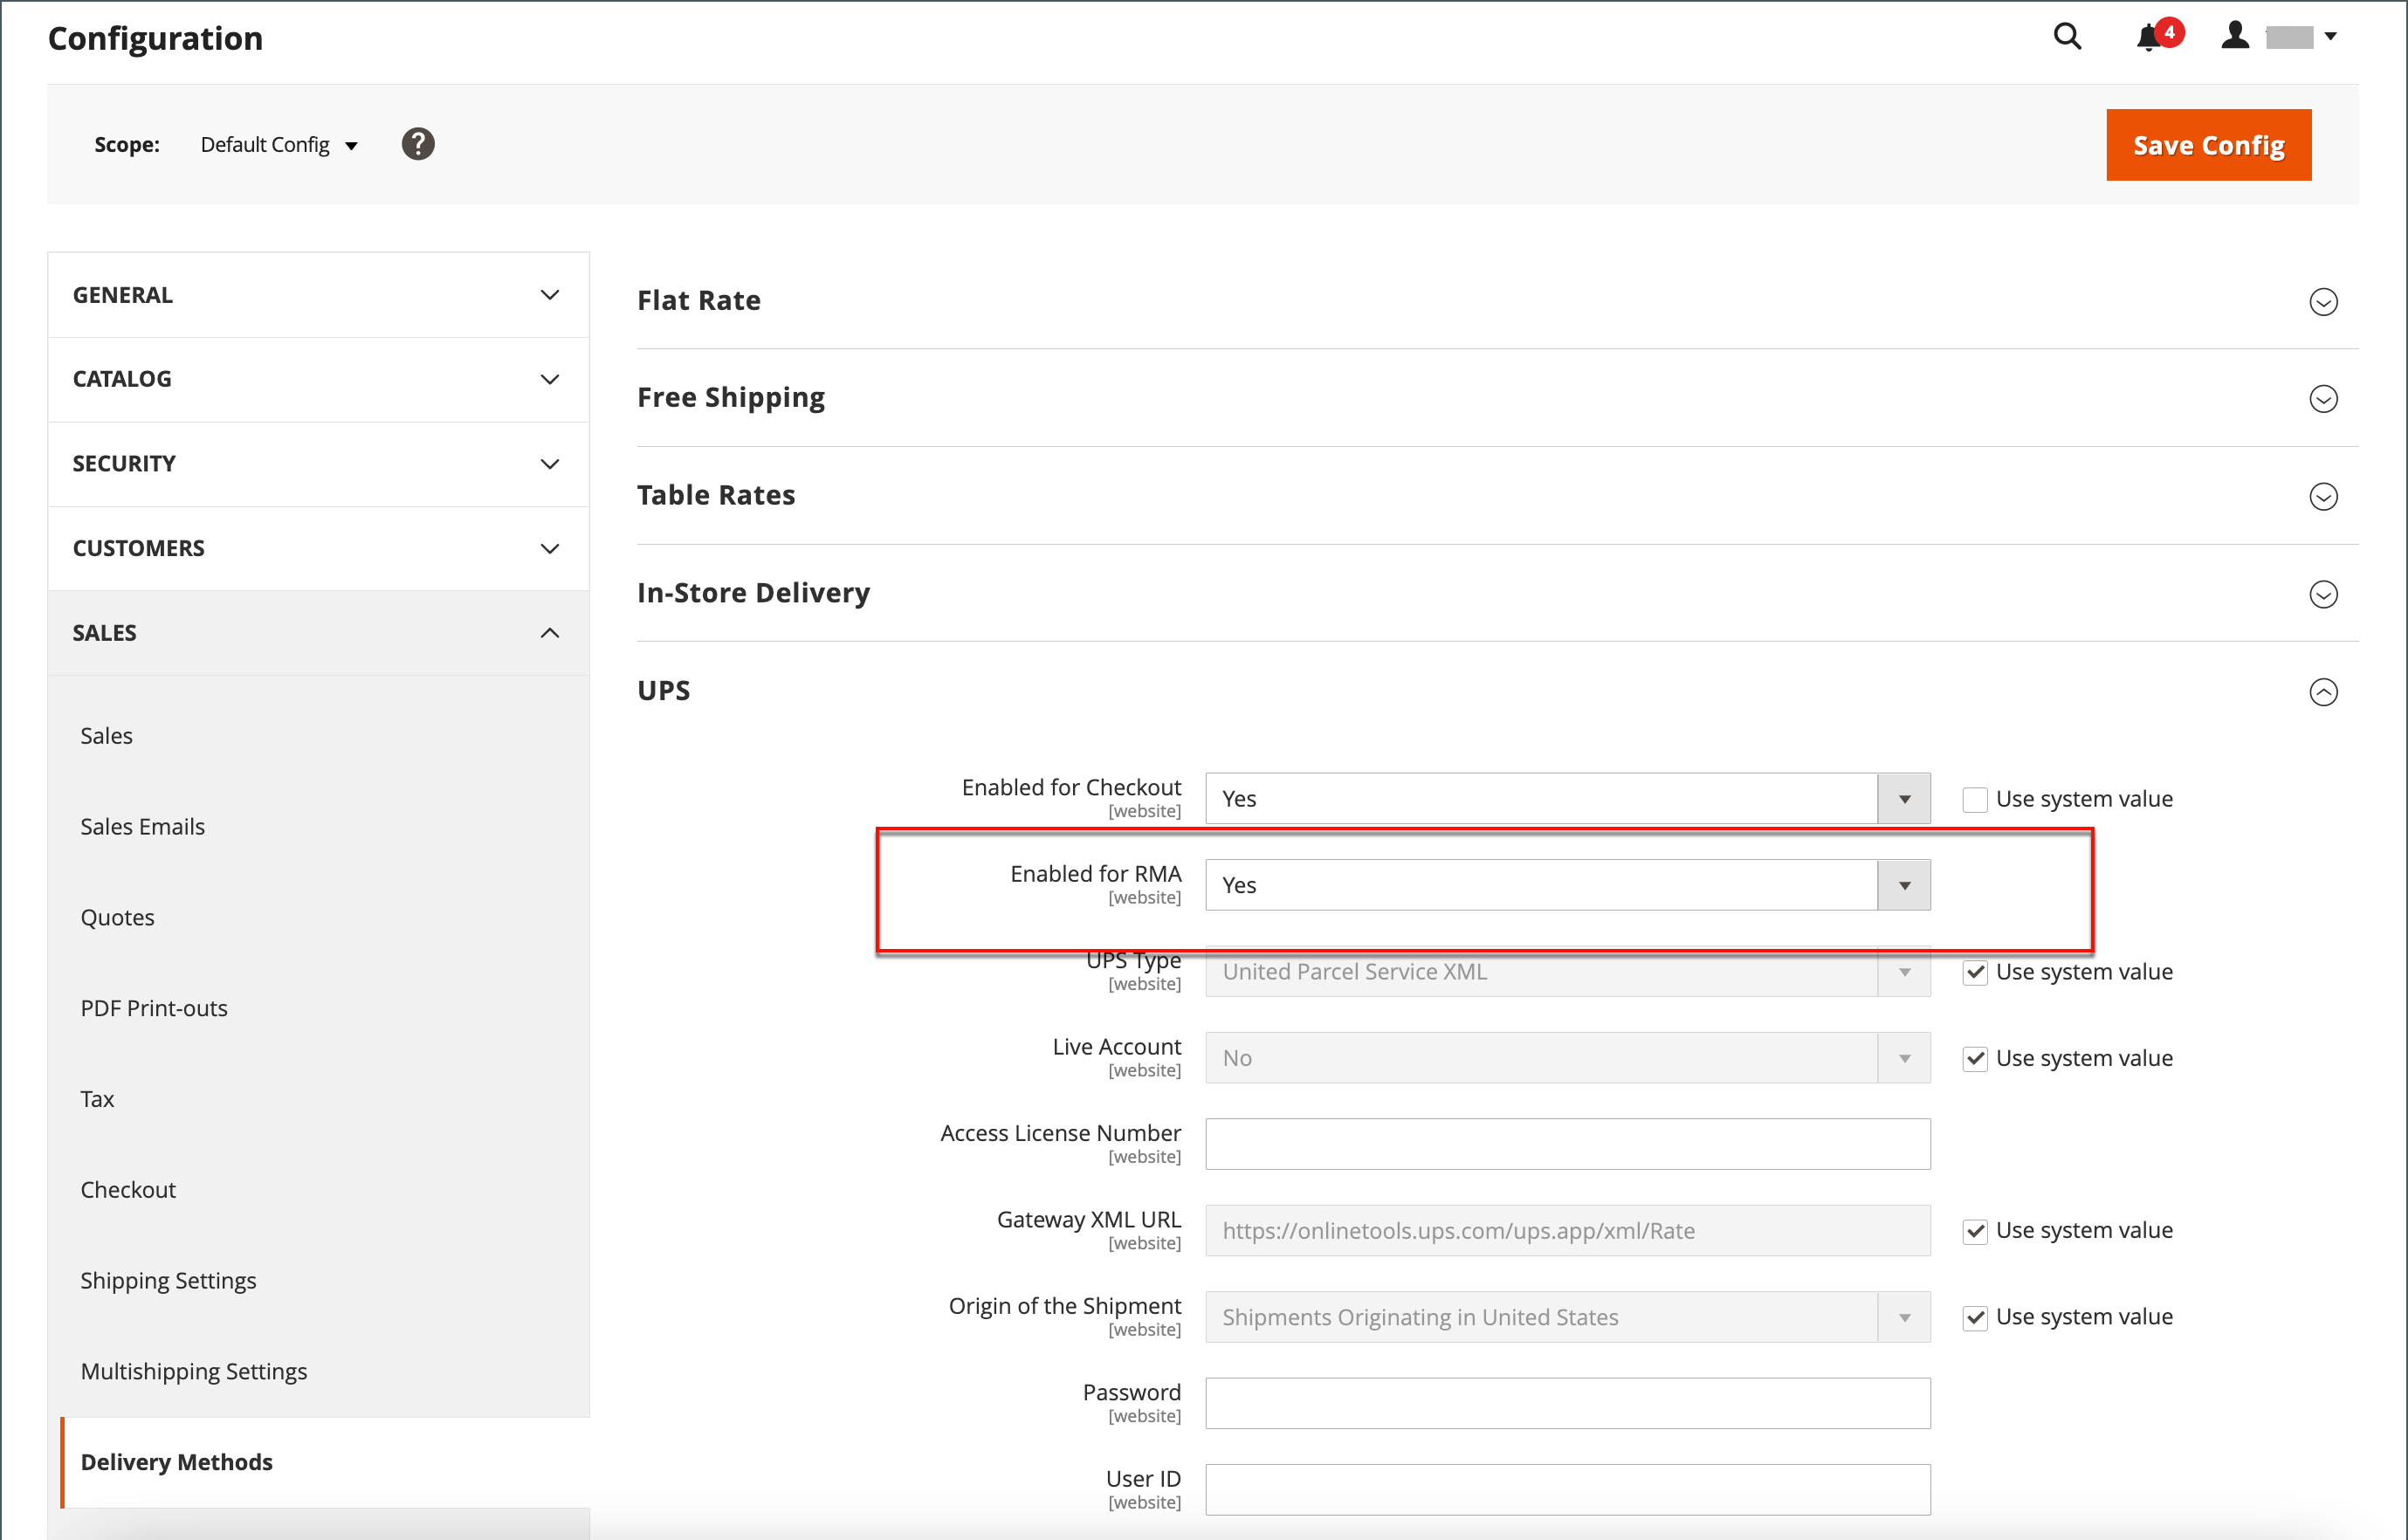 Configuration
4
Scope: Default Config ?
Save Config
GENERAL
CATALOG
SECURITY
CUSTOMERS
SALES
Sales
Sales Emails
Quotes
PDF Print-outs
Tax
Checkout
Shipping Settings
Multishipping Settings
Delivery Methods
Flat Rate
Free Shipping
Table Rates
In-Store Delivery
UPS
Enabled for Checkout Yes Use system value
[website]
Enabled for RMA Yes
[website]
UPS Type United Parcel Service XML Use system value
[website]
Live Account No Use system value
[website]
Access License Number
[website]
Gateway XML URL https://onlinetools.ups.com/ups.app/xml/Rate Use system value
[website]
Origin of the Shipment Shipments Originating in United States Use system value
[website]
Password
[website]
User ID
[website]